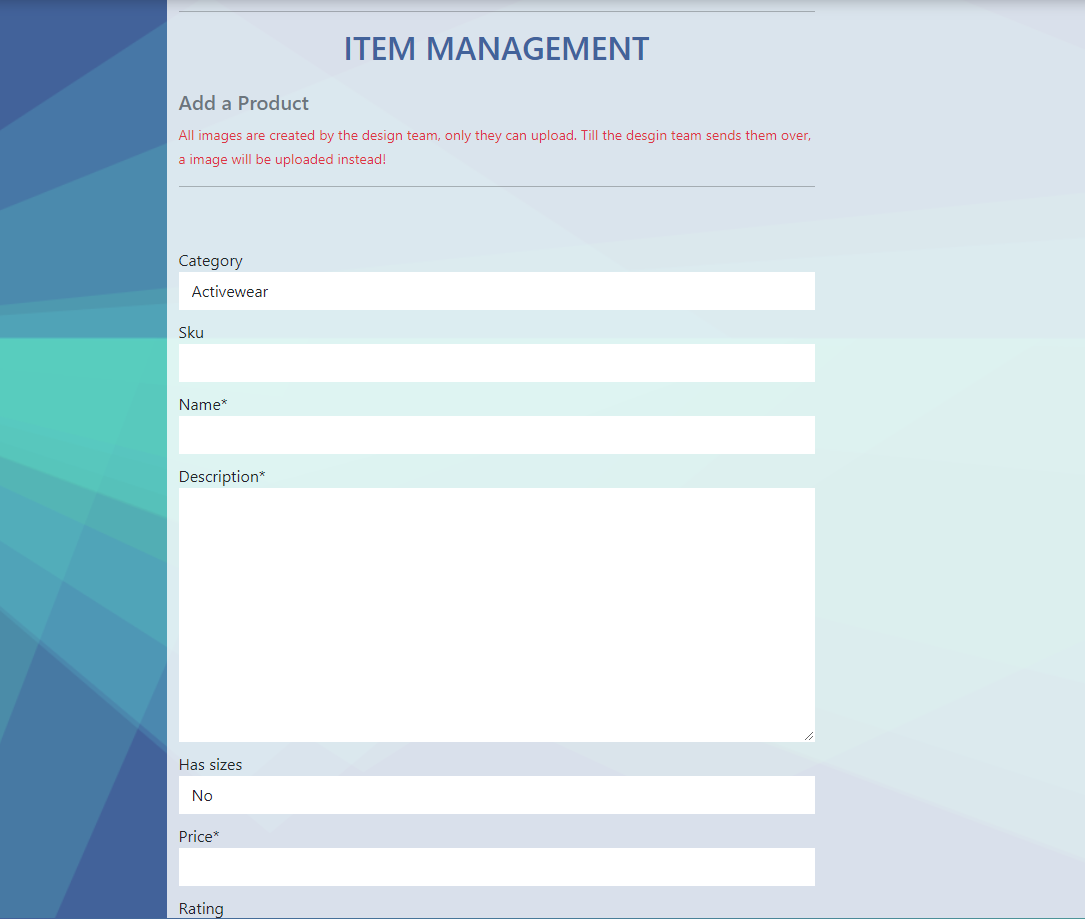 ITEM MANAGEMENT
Add a Product
All images are created by the design team, only they can upload. Till the desgin team sends them over,
a image will be uploaded instead!
Category
Activewear
Sku
Name*
Description*
Has sizes
No
Price*
Rating